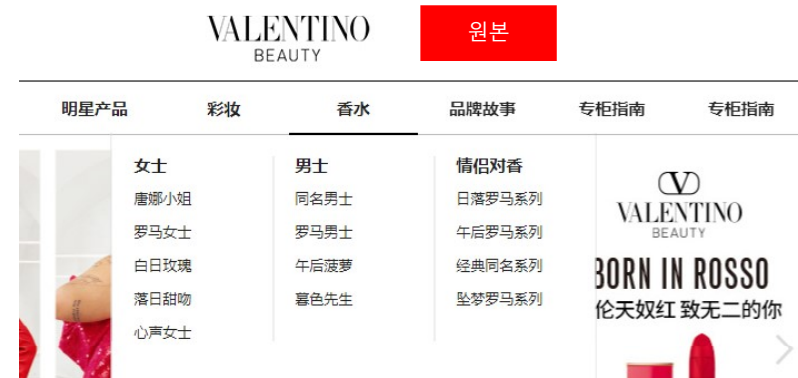 VALENTINO
BEAUTY
원본
明星产品 彩妆 香水 品牌故事 专柜指南 专柜指南
女士
唐娜小姐
罗马女士
白日玫瑰
落日甜吻
心声女士
男士
同名男士
罗马男士
午后菠萝
暮色先生
情侣对香
日落罗马系列
午后罗马系列
经典同名系列
坠梦罗马系列
VALENTINO
BEAUTY
BORN IN ROSSO
伦天奴红 致无二的你